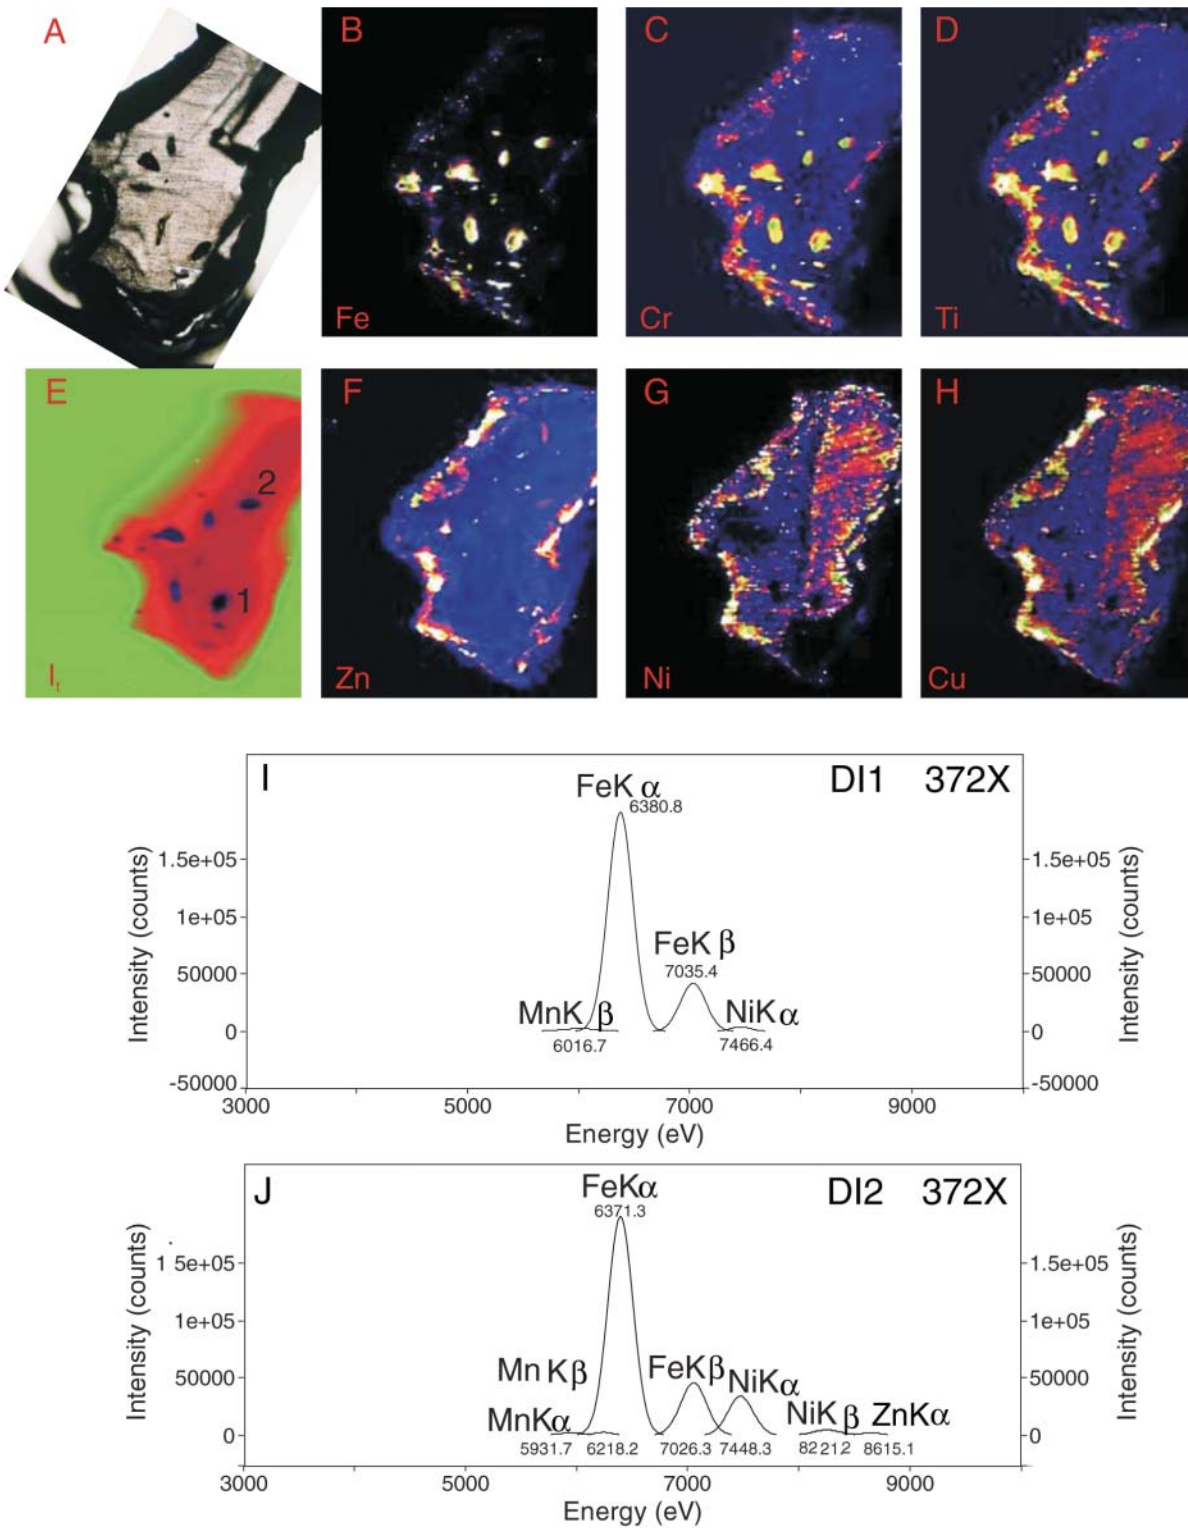 A
B
C
D
Fe
Cr
Ti
E
F
G
H
2
1
It
Zn
Ni
Cu
I
DI1 372X
FeK α
6380.8
FeK β
7035.4
MnK β
6016.7
NiK α
7466.4
Intensity (counts)
1.5e+05
1e+05
50000
0
-50000
1.5e+05
1e+05
50000
0
-50000
Intensity (counts)
3000 5000 7000 9000
Energy (eV)
J
DI2 372X
FeKα
6371.3
Mn Kβ
MnKα
5931.7 6218.2
FeKβ
7026.3
NiKα
7448.3
NiK β
8221.2
ZnKα
8615.1
Intensity (counts)
1 5e+05
1e+05
50000
0
1.5e+05
1e+05
50000
0
Intensity (counts)
3000 5000 7000 9000
Energy (eV)